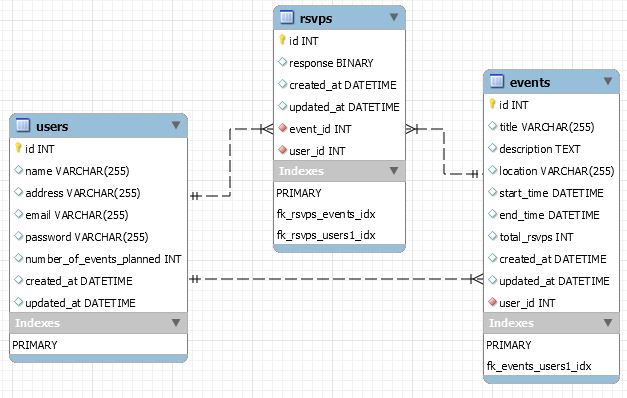 rsvps
id INT
response BINARY
created_at DATETIME
updated_at DATETIME
event_id INT
user_id INT
Indexes
PRIMARY
fk_rsvps_events_idx
fk_rsvps_users1_idx
users
id INT
name VARCHAR(255)
address VARCHAR(255)
email VARCHAR(255)
password VARCHAR(255)
number_of_events_planned INT
created_at DATETIME
updated_at DATETIME
Indexes
PRIMARY
events
id INT
title VARCHAR(255)
description TEXT
location VARCHAR(255)
start_time DATETIME
end_time DATETIME
total_rsvps INT
created_at DATETIME
updated_at DATETIME
user_id INT
Indexes
PRIMARY
fk_events_users1_idx